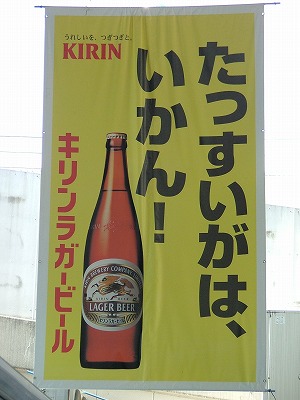 うれしいを、つぎつぎと。
KIRIN
たっすいがは、
いかん!
キリンラガービール
LAGER BEER